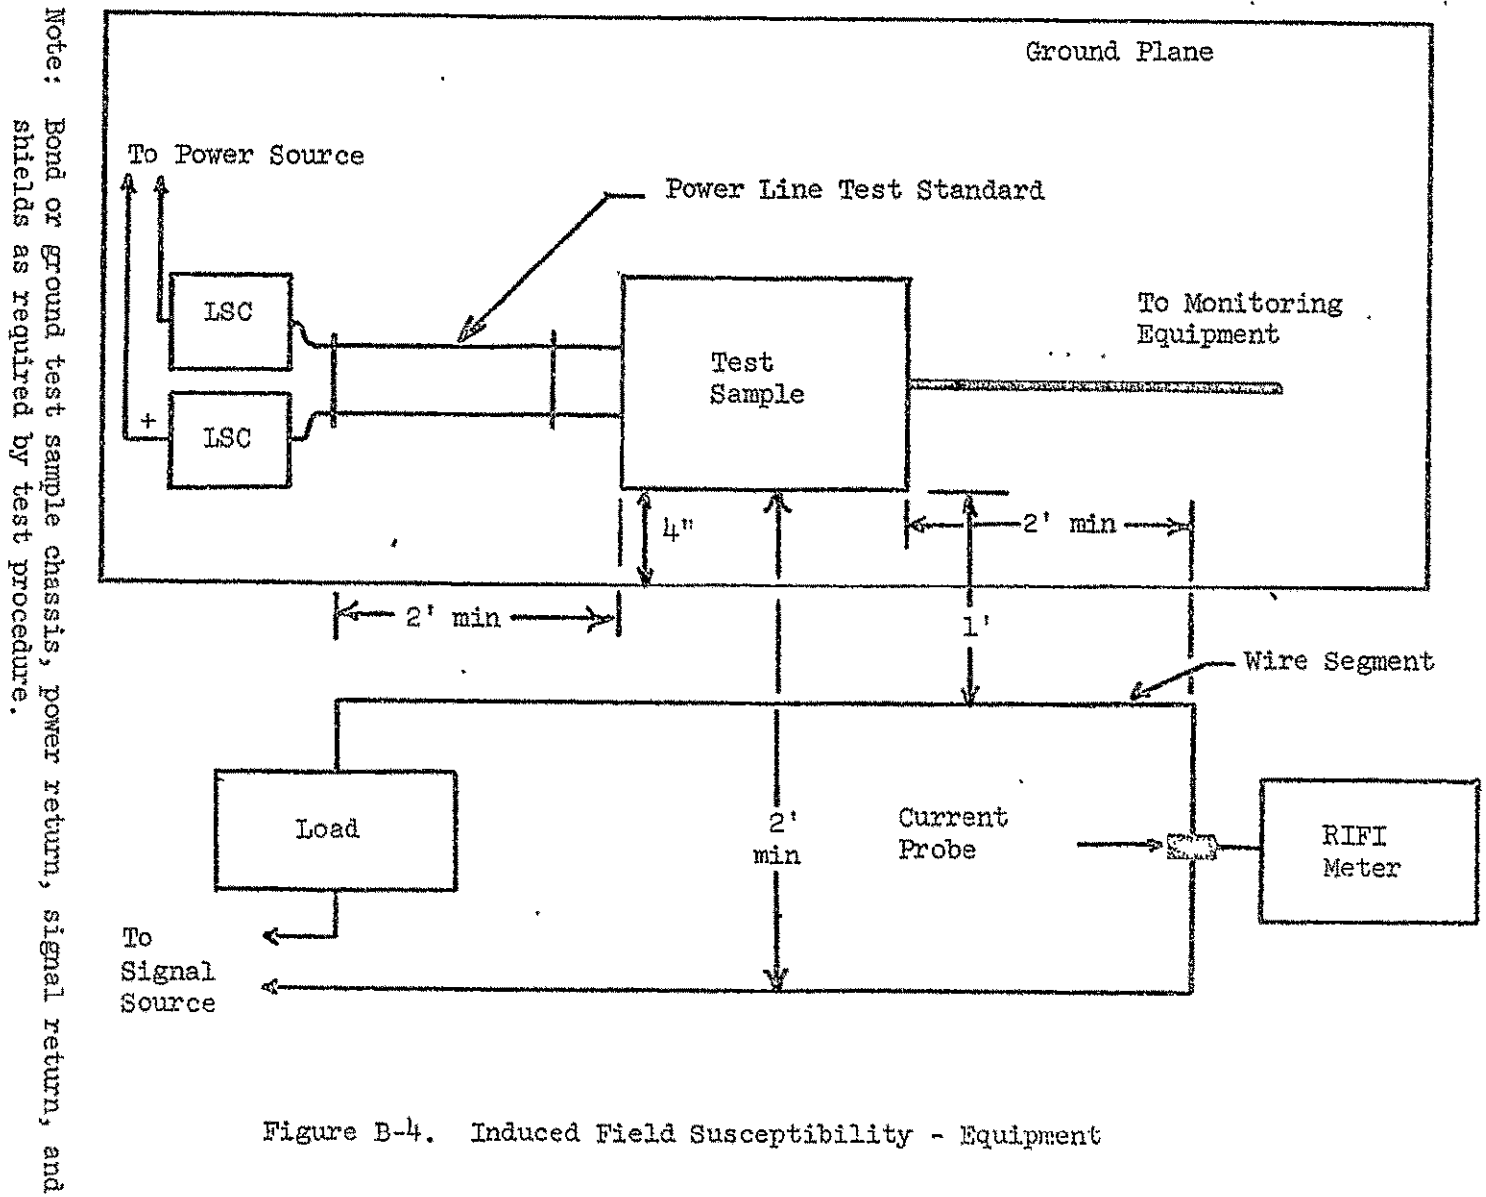 Note: Bond or ground test sample chassis, power return, signal return, and
shields as required by test procedure.
Ground Plane
To Power Source
Power Line Test Standard
LSC
To Monitoring
Equipment
Test
Sample
+
LSC
4"
2' min
2' min
1'
Wire Segment
Load
2'
min
Current
Probe
RIFI
Meter
To
Signal
Source
Figure B-4. Induced Field Susceptibility - Equipment